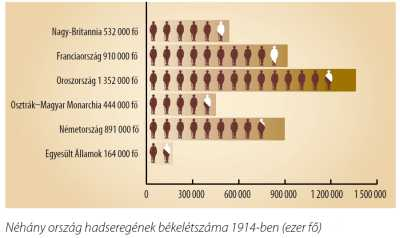 Nagy-Britannia 532 000 fő
Franciaország 910 000 fő
Oroszország 1 352 000 fő
Osztrák–Magyar Monarchia 444 000 fő
Németország 891 000 fő
Egyesült Államok 164 000 fő
0 300 000 600 000 900 000 1 200 000 1 500 000
Néhány ország hadseregének békelétszáma 1914-ben (ezer fő)